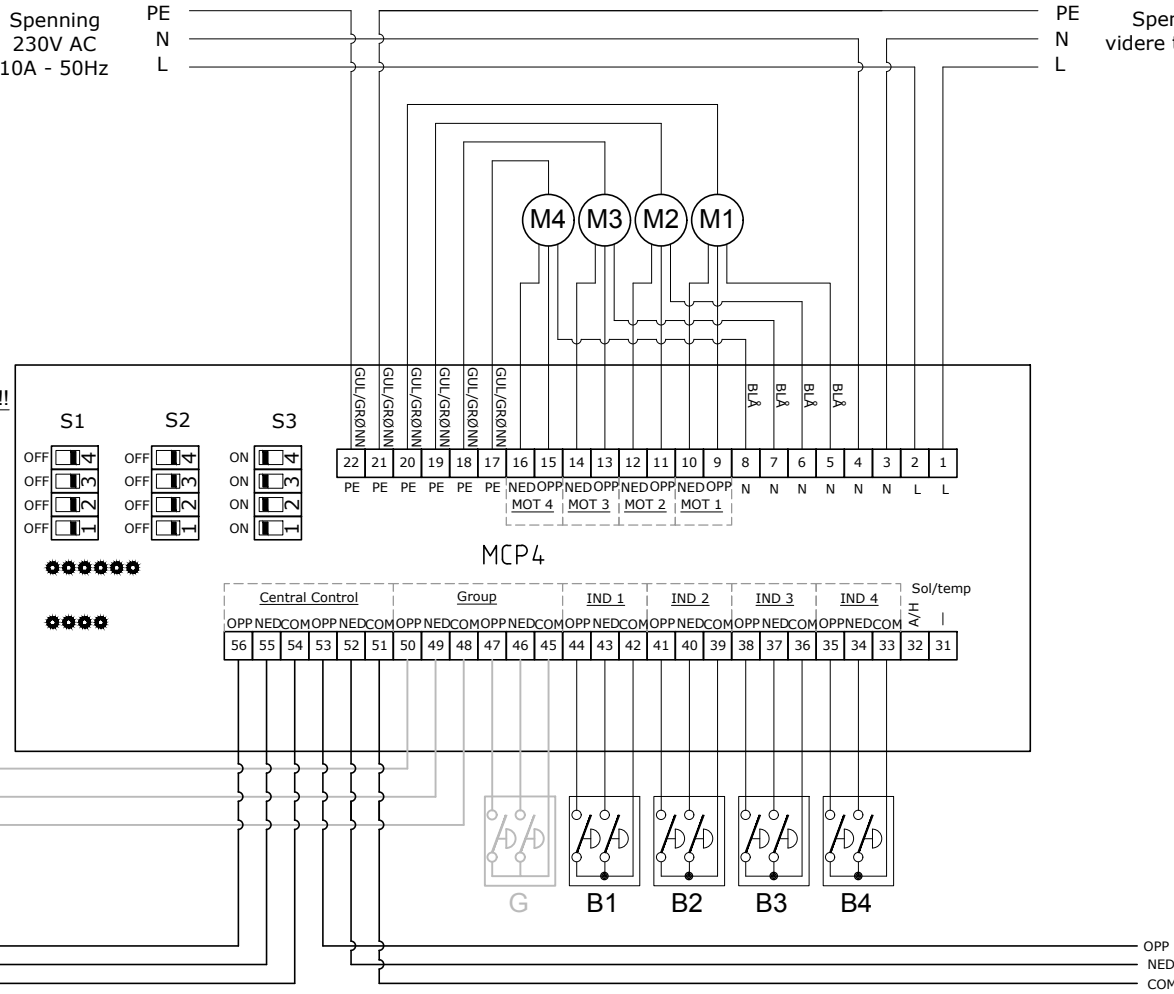 Spenning
230V AC
10A - 50Hz
PE
N
L
PE
N
L
videre
M4 M3 M2 M1
GUL/GRØNN GUL/GRØNN GUL/GRØNN GUL/GRØNN GUL/GRØNN GUL/GRØNN
BLÅ BLÅ BLÅ BLÅ
!!
S1 S2 S3
OFF 4 OFF 4 ON 4
OFF 3 OFF 3 ON 3
OFF 2 OFF 2 ON 2
OFF 1 OFF 1 ON 1
22 21 20 19 18 17 16 15 14 13 12 11 10 9 8 7 6 5 4 3 2 1
PE PE PE PE PE PE NED OPP NED OPP NED OPP NED OPP N N N N N N L L
MOT 4 MOT 3 MOT 2 MOT 1
MCP4
Central Control Group IND 1 IND 2 IND 3 IND 4 A/H Sol/temp
OPP NED COM OPP NED COM OPP NED COM OPP NED COM OPP NED COM OPP NED COM OPP NED COM OPP NED COM —
56 55 54 53 52 51 50 49 48 47 46 45 44 43 42 41 40 39 38 37 36 35 34 33 32 31
G B1 B2 B3 B4
OPP
NED
COM